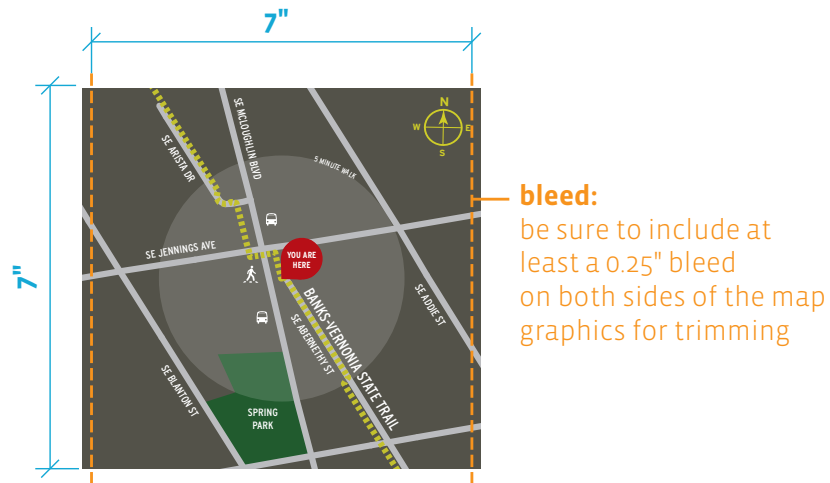 7"
7"
N
W
E
S
SE MCLOUGHLIN BLVD
SE ARISTA DR
5 MINUTE WALK
SE JENNINGS AVE
YOU ARE
HERE
SE ADDIE ST
BANKS-VERNONIA STATE TRAIL
SE ABERNETHY ST
SE BLANTON ST
SPRING
PARK
bleed:
be sure to include at
least a 0.25" bleed
on both sides of the map
graphics for trimming